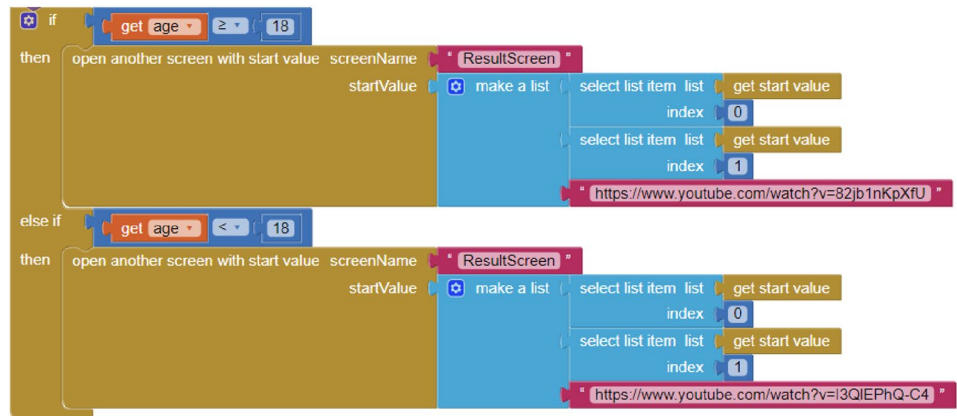 if get age ≥ 18
then open another screen with start value screenName " ResultScreen "
startValue make a list select list item list get start value
index 0
select list item list get start value
index 1
" https://www.youtube.com/watch?v=82jb1nKpXfU "
else if get age < 18
then open another screen with start value screenName " ResultScreen "
startValue make a list select list item list get start value
index 0
select list item list get start value
index 1
" https://www.youtube.com/watch?v=I3QlEPhQ-C4 "